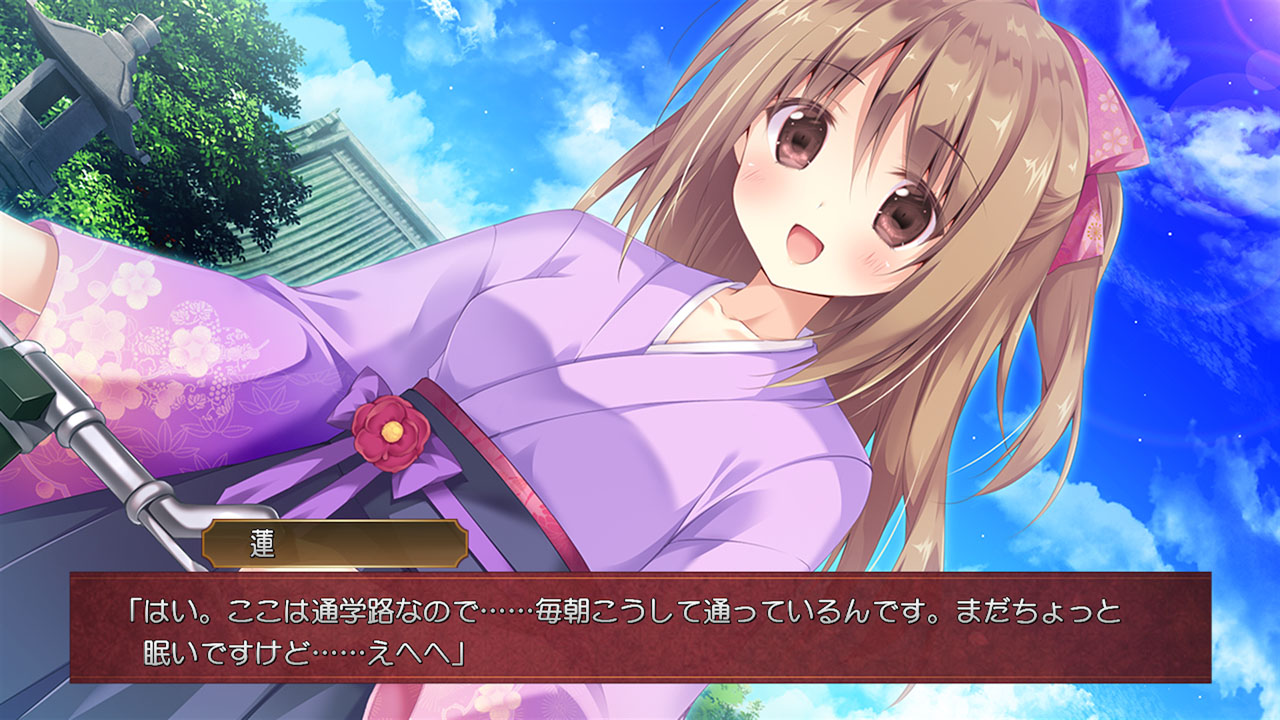 蓮
「はい。ここは通学路なので……毎朝こうして通っているんです。まだちょっと
眠いですけど……えへへ」